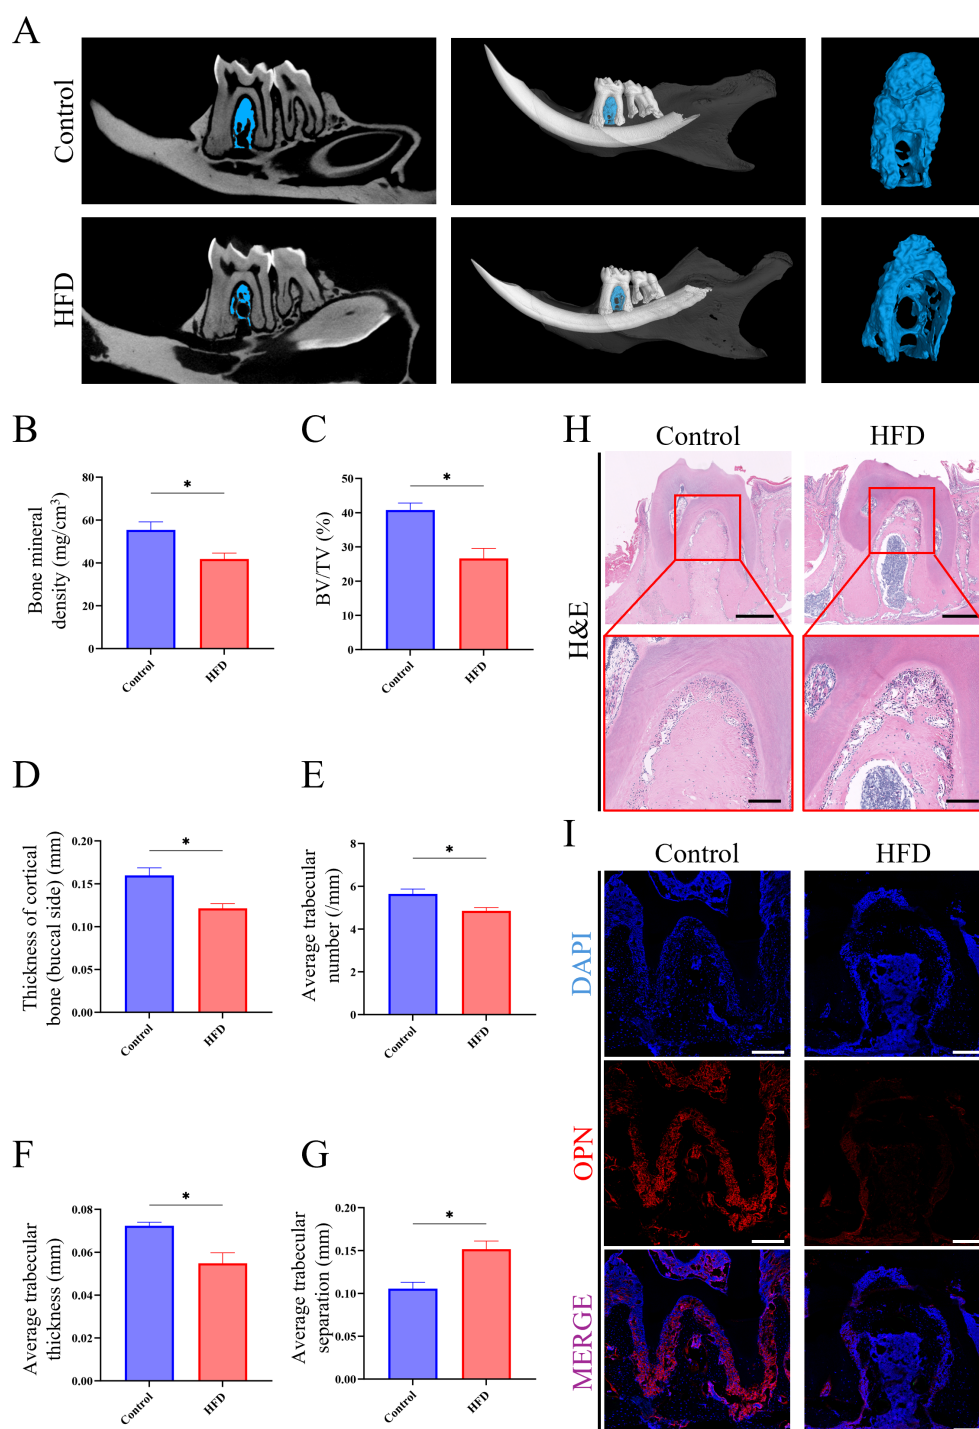 A
Control
HFD
B
Bone mineral
density (mg/cm³)
80
60
40
20
0
*
Control
HFD
C
BV/TV (%)
50
40
30
20
10
0
*
Control
HFD
D
Thickness of cortical
bone (buccal side) (mm)
0.20
0.15
0.10
0.05
0.00
*
Control
HFD
E
Average trabecular
number (/mm)
8
6
4
2
0
*
Control
HFD
F
Average trabecular
thickness (mm)
0.08
0.06
0.04
0.02
0.00
*
Control
HFD
G
Average trabecular
separation (mm)
0.20
0.15
0.10
0.05
0.00
*
Control
HFD
H
Control
HFD
H&E
I
Control
HFD
DAPI
OPN
MERGE